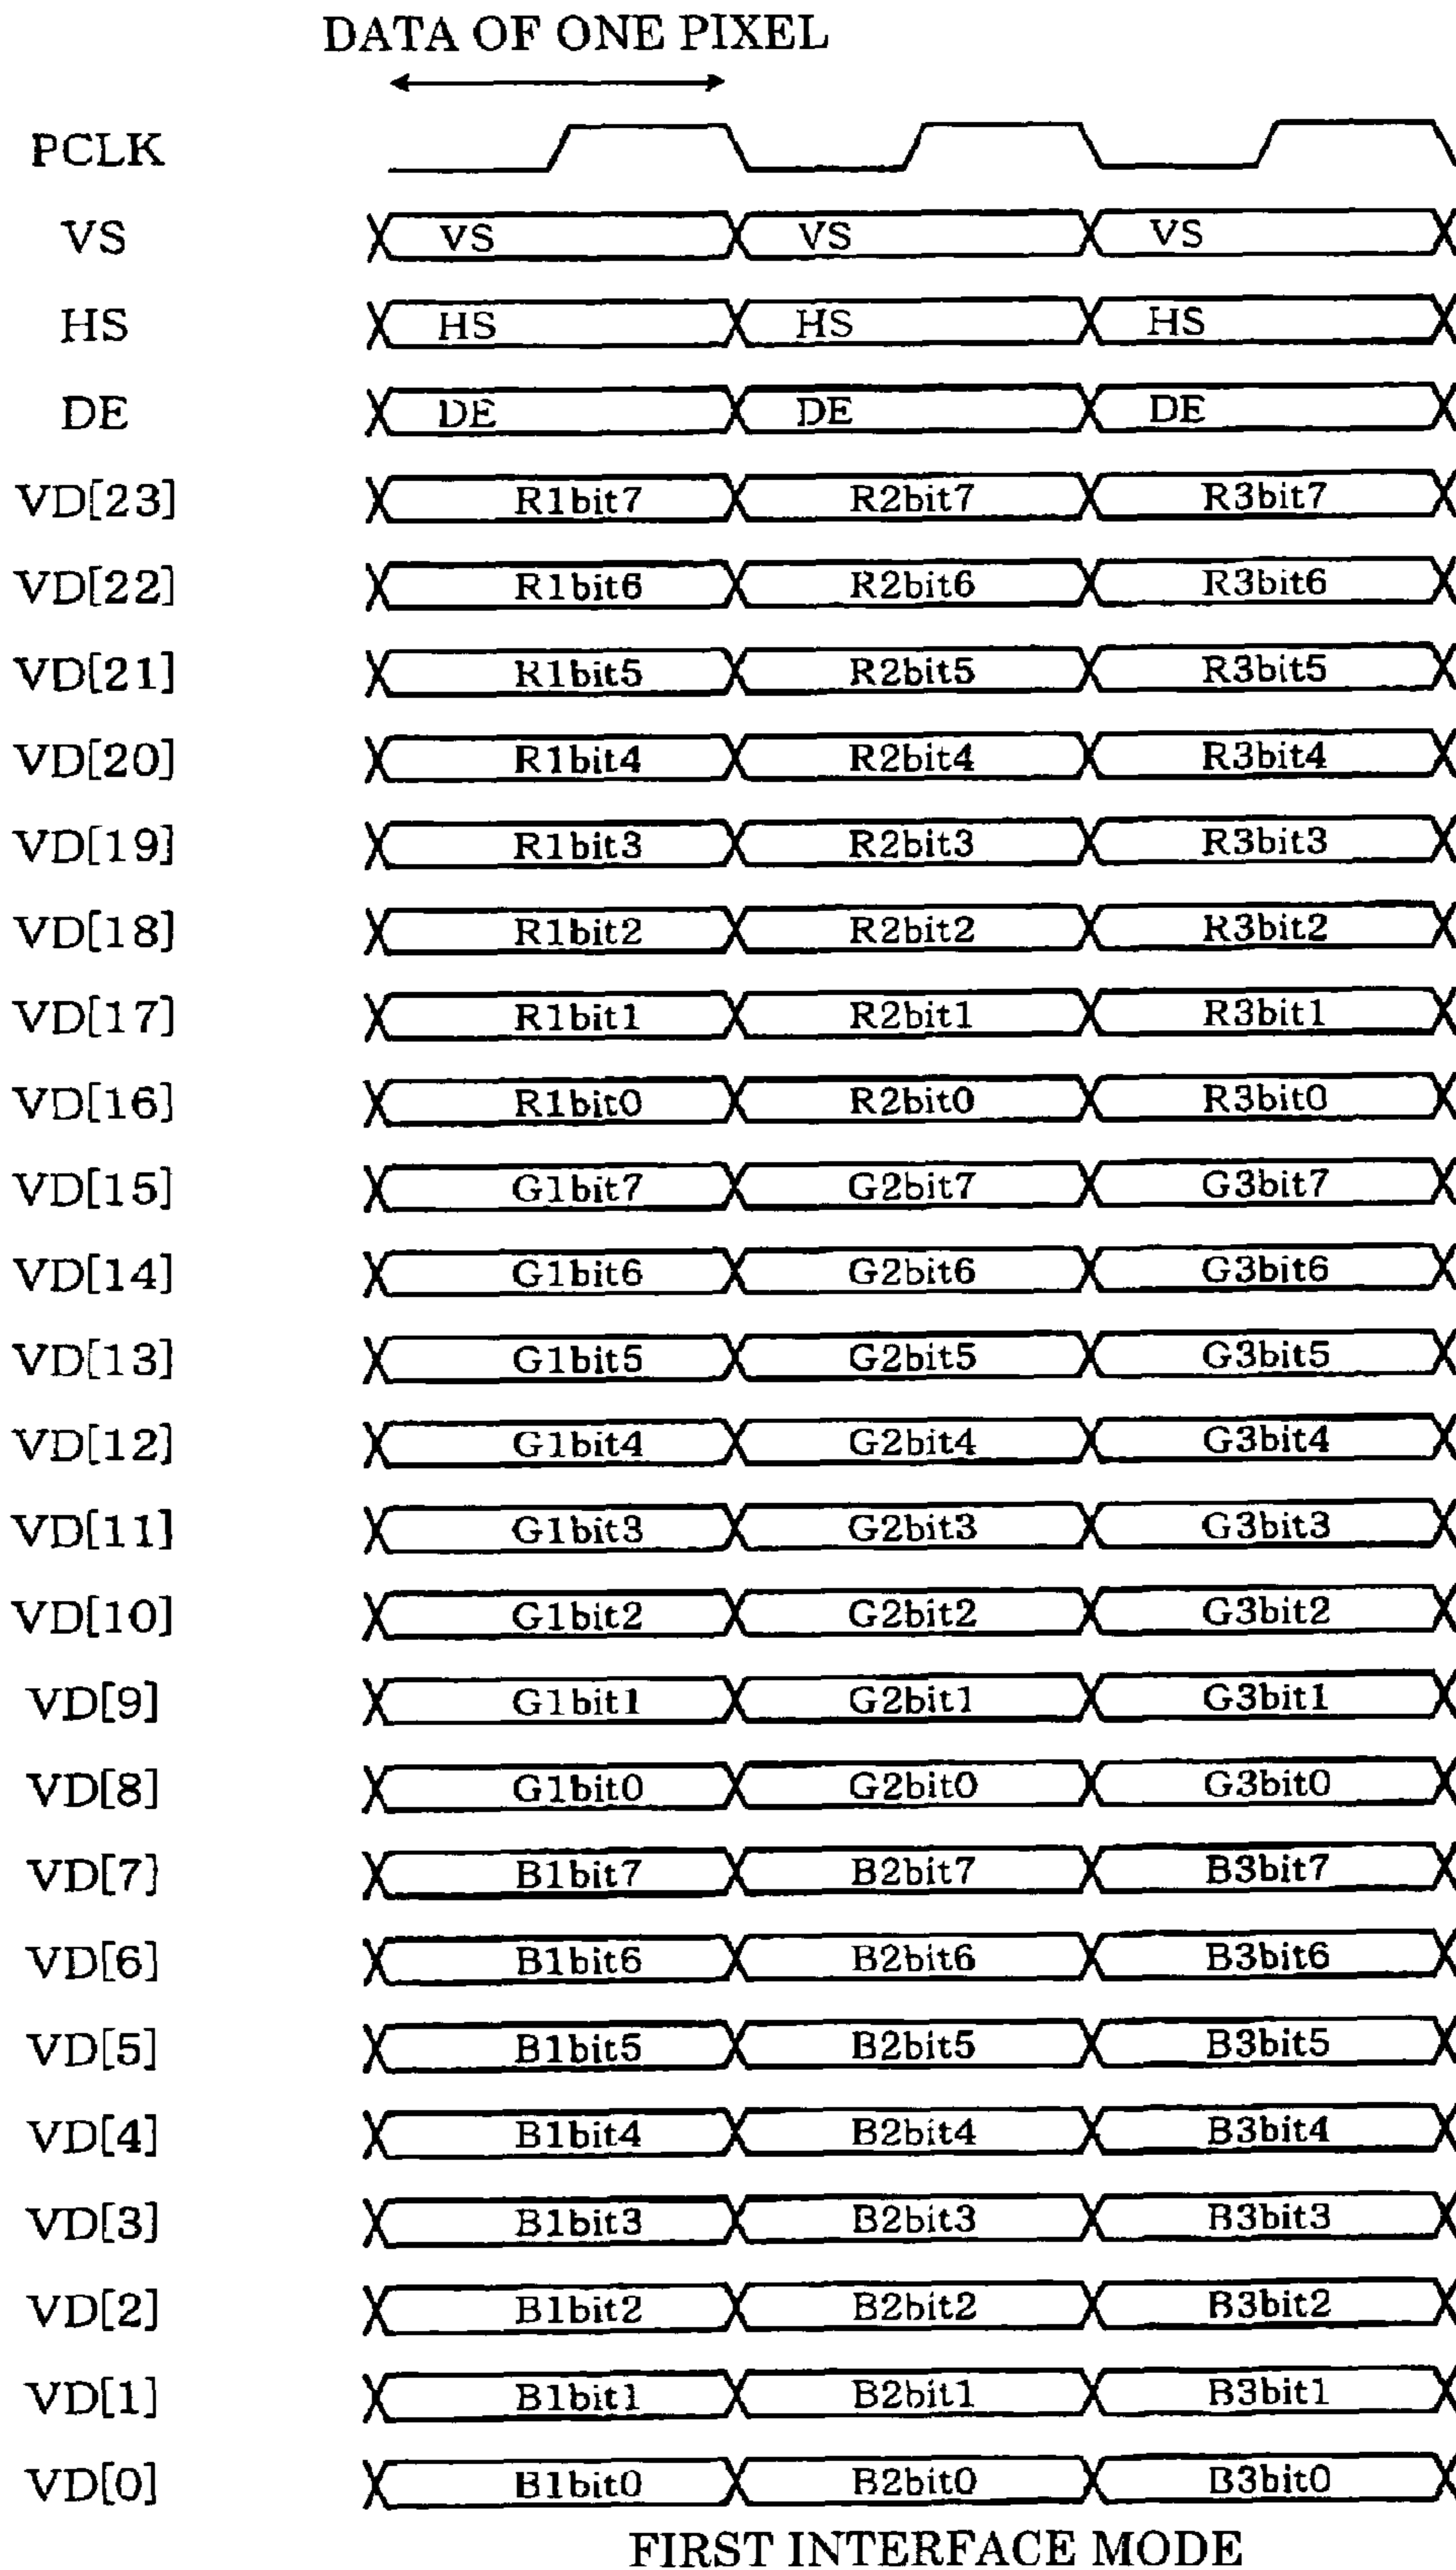 DATA OF ONE PIXEL
PCLK
VS VS VS VS
HS HS HS HS
DE DE DE DE
VD[23] R1bit7 R2bit7 R3bit7
VD[22] R1bit6 R2bit6 R3bit6
VD[21] R1bit5 R2bit5 R3bit5
VD[20] R1bit4 R2bit4 R3bit4
VD[19] R1bit3 R2bit3 R3bit3
VD[18] R1bit2 R2bit2 R3bit2
VD[17] R1bit1 R2bit1 R3bit1
VD[16] R1bit0 R2bit0 R3bit0
VD[15] G1bit7 G2bit7 G3bit7
VD[14] G1bit6 G2bit6 G3bit6
VD[13] G1bit5 G2bit5 G3bit5
VD[12] G1bit4 G2bit4 G3bit4
VD[11] G1bit3 G2bit3 G3bit3
VD[10] G1bit2 G2bit2 G3bit2
VD[9] G1bit1 G2bit1 G3bit1
VD[8] G1bit0 G2bit0 G3bit0
VD[7] B1bit7 B2bit7 B3bit7
VD[6] B1bit6 B2bit6 B3bit6
VD[5] B1bit5 B2bit5 B3bit5
VD[4] B1bit4 B2bit4 B3bit4
VD[3] B1bit3 B2bit3 B3bit3
VD[2] B1bit2 B2bit2 B3bit2
VD[1] B1bit1 B2bit1 B3bit1
VD[0] B1bit0 B2bit0 B3bit0
FIRST INTERFACE MODE